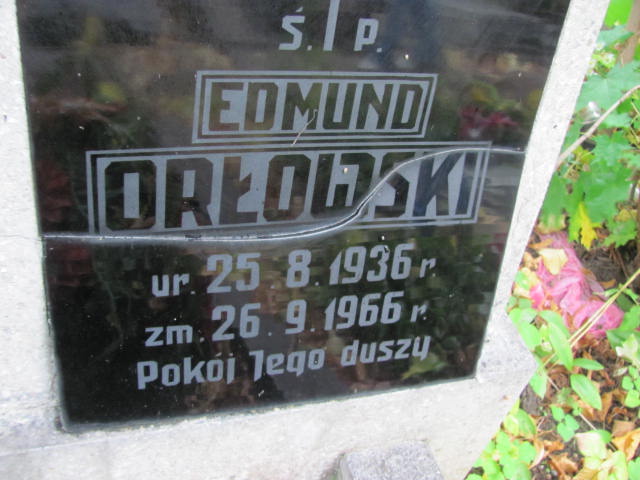 Ś. † P.
EDMUND
ORŁOWSKI
ur. 25.8.1936 r.
zm. 26.9.1966 r.
Pokój Jego duszy